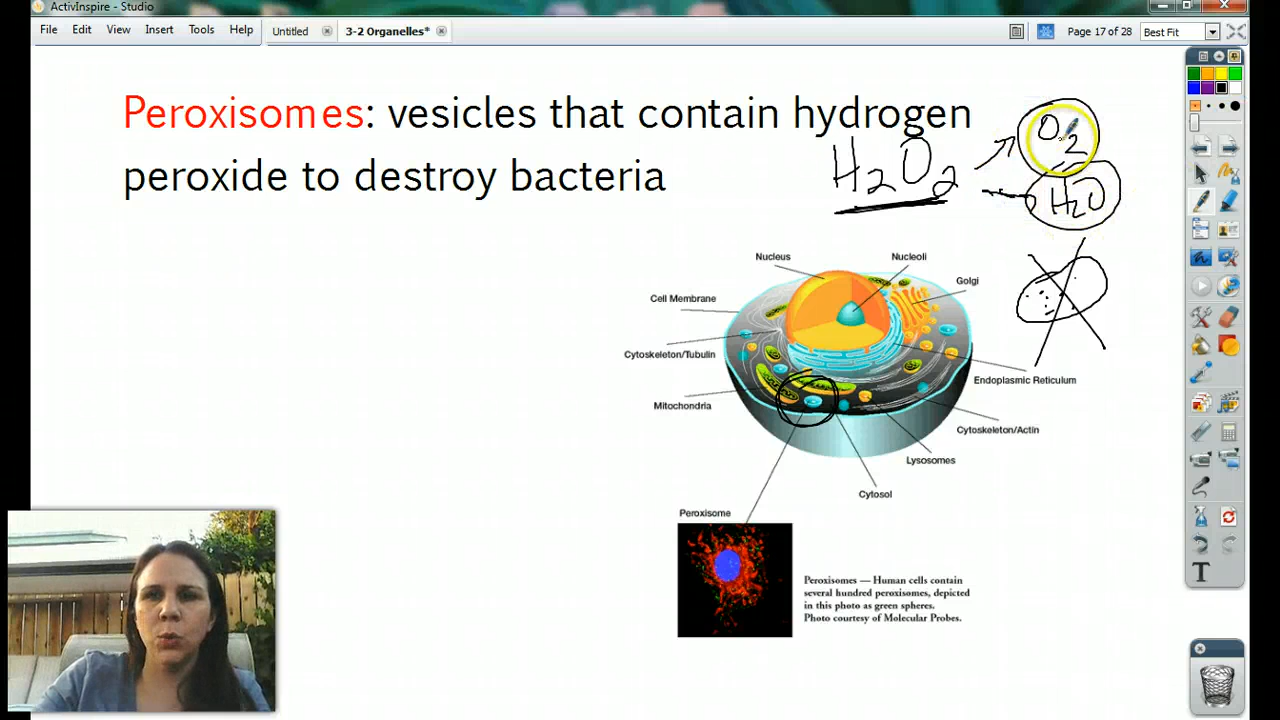 ActivInspire - Studio
File Edit View Insert Tools Help Untitled 3-2 Organelles* Page 17 of 28 Best Fit
Peroxisomes: vesicles that contain hydrogen
peroxide to destroy bacteria
H2O2
O2
H2O
Nucleus
Nucleoli
Golgi
Cell Membrane
Cytoskeleton/Tubulin
Endoplasmic Reticulum
Mitochondria
Cytoskeleton/Actin
Lysosomes
Cytosol
Peroxisome
Peroxisomes — Human cells contain
several hundred peroxisomes, depicted
in this photo as green spheres.
Photo courtesy of Molecular Probes.
T